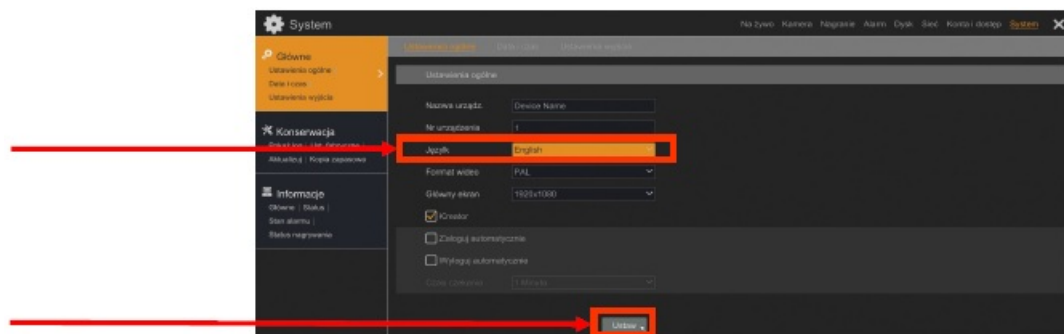 System
Na żywo Kamera Nagranie Alarm Dysk Sieć Konta i dostęp System
Główne
Ustawienia ogólne
Data i czas
Ustawienia wyjścia
Konserwacja
Aktualizuj | Kopia zapasowa
Informacje
Główne | Status |
Stan alarmu |
Status nagrywania
Ustawienia ogólne Data i czas Ustawienia wyjścia
Ustawienia ogólne
Nazwa urządz. Device Name
Nr urządzenia 1
Język English
Format wideo PAL
Główny ekran 1920x1080
Kreator
Zaloguj automatycznie
Wyloguj automatycznie
1 Minuta
Ustaw